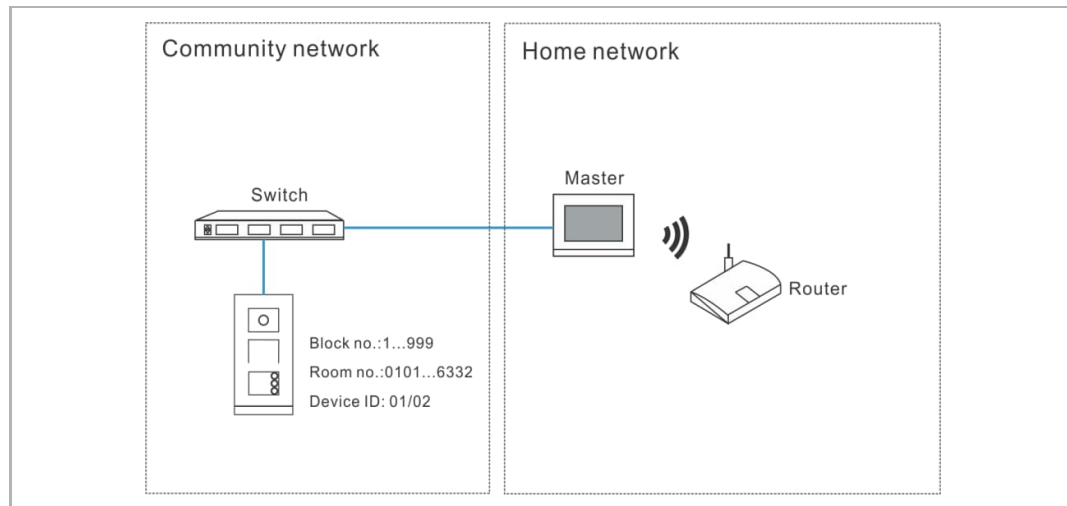 Community network
Home network
Switch
Master
Router
Block no.:1...999
Room no.:0101...6332
Device ID: 01/02